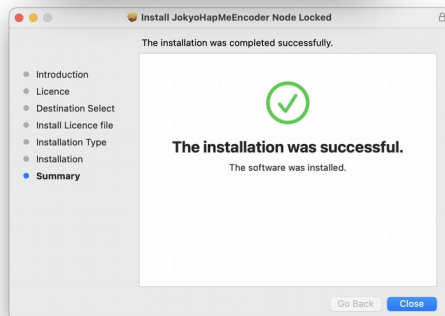 Install JokyoHapMeEncoder Node Locked
The installation was completed successfully.
Introduction
Licence
Destination Select
Install Licence file
Installation Type
Installation
Summary
The installation was successful.
The software was installed.
Go Back
Close